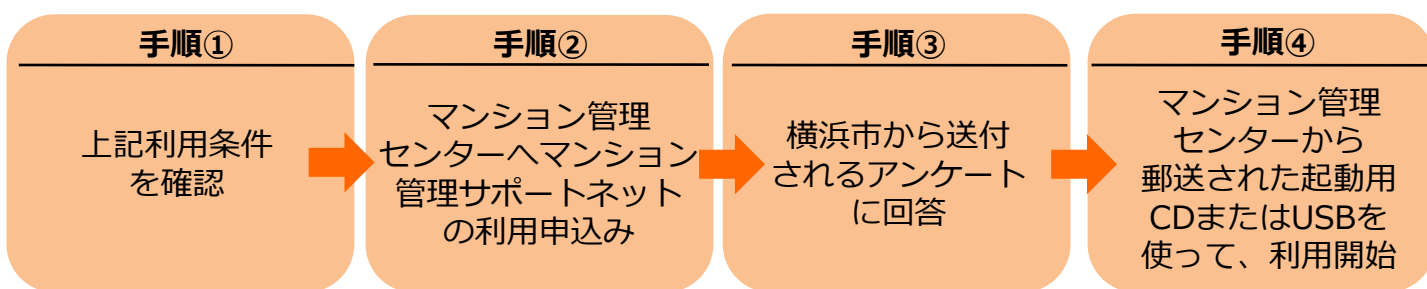 手順①
上記利用条件
を確認
手順②
マンション管理
センターへマンション
管理サポートネット
の利用申込み
手順③
横浜市から送付
されるアンケート
に回答
手順④
マンション管理
センターから
郵送された起動用
CDまたはUSBを
使って、利用開始